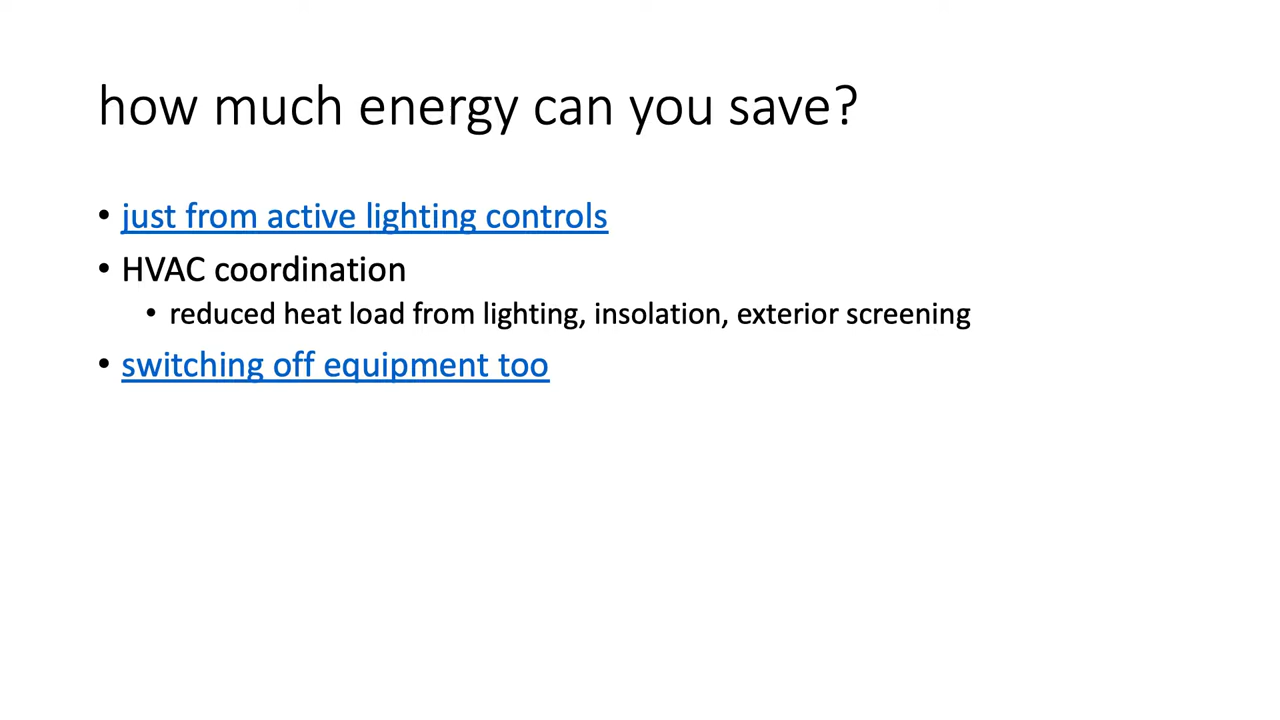 how much energy can you save?
• just from active lighting controls
• HVAC coordination
• reduced heat load from lighting, insolation, exterior screening
• switching off equipment too